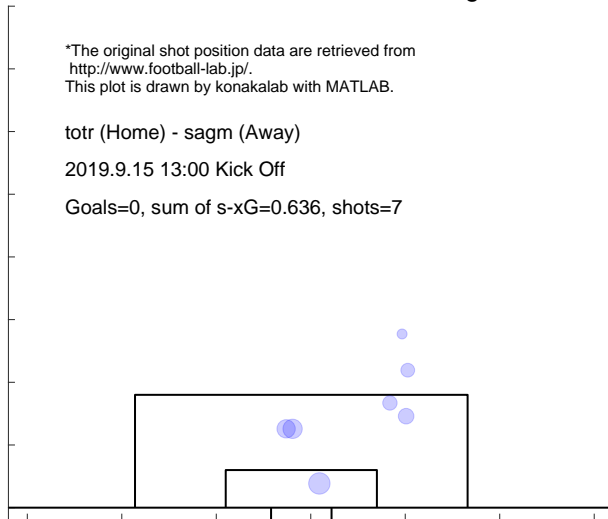 *The original shot position data are retrieved from
http://www.football-lab.jp/.
This plot is drawn by konakalab with MATLAB.
totr (Home) - sagm (Away)
2019.9.15 13:00 Kick Off
Goals=0, sum of s-xG=0.636, shots=7